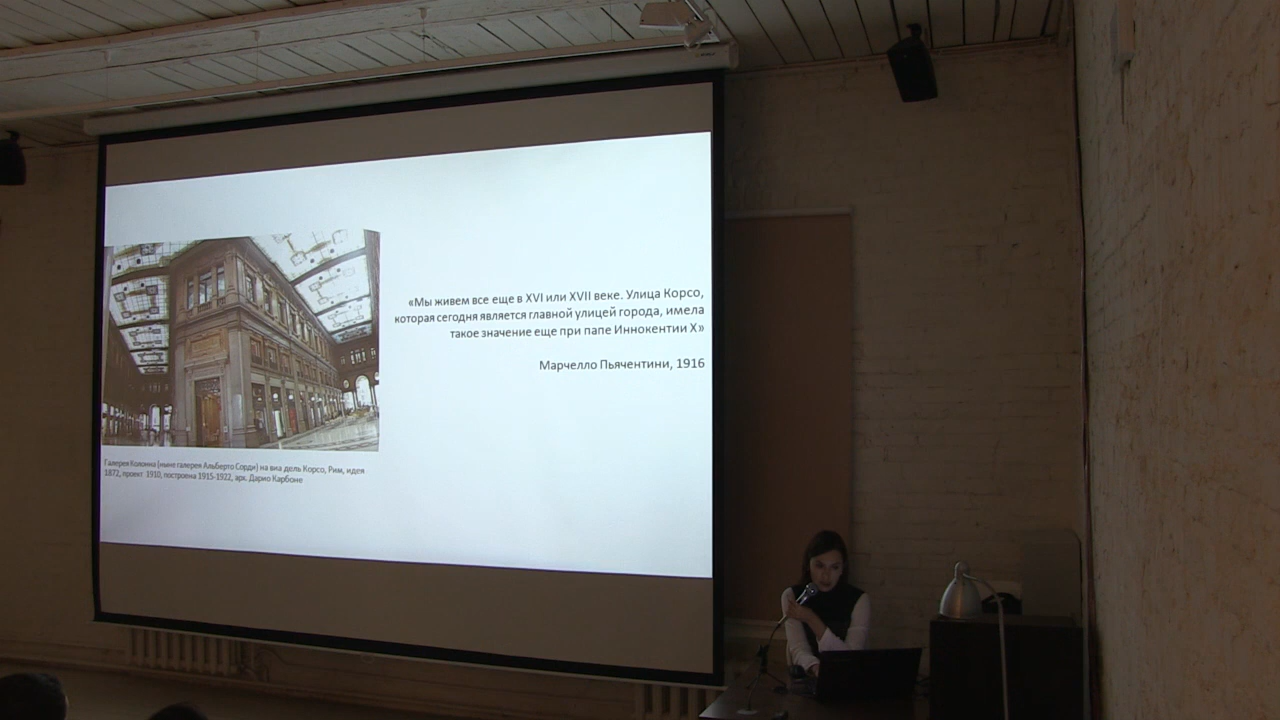 «Мы живем все еще в XVI или XVII веке. Улица Корсо,
которая сегодня является главной улицей города, имела
такое значение еще при папе Иннокентии X»
Марчелло Пьячентини, 1916
Галерея Колонна (ныне галерея Альберто Сорди) на виа дель Корсо, Рим, идея
1872, проект 1910, построена 1915-1922, арх. Дарио Карбоне